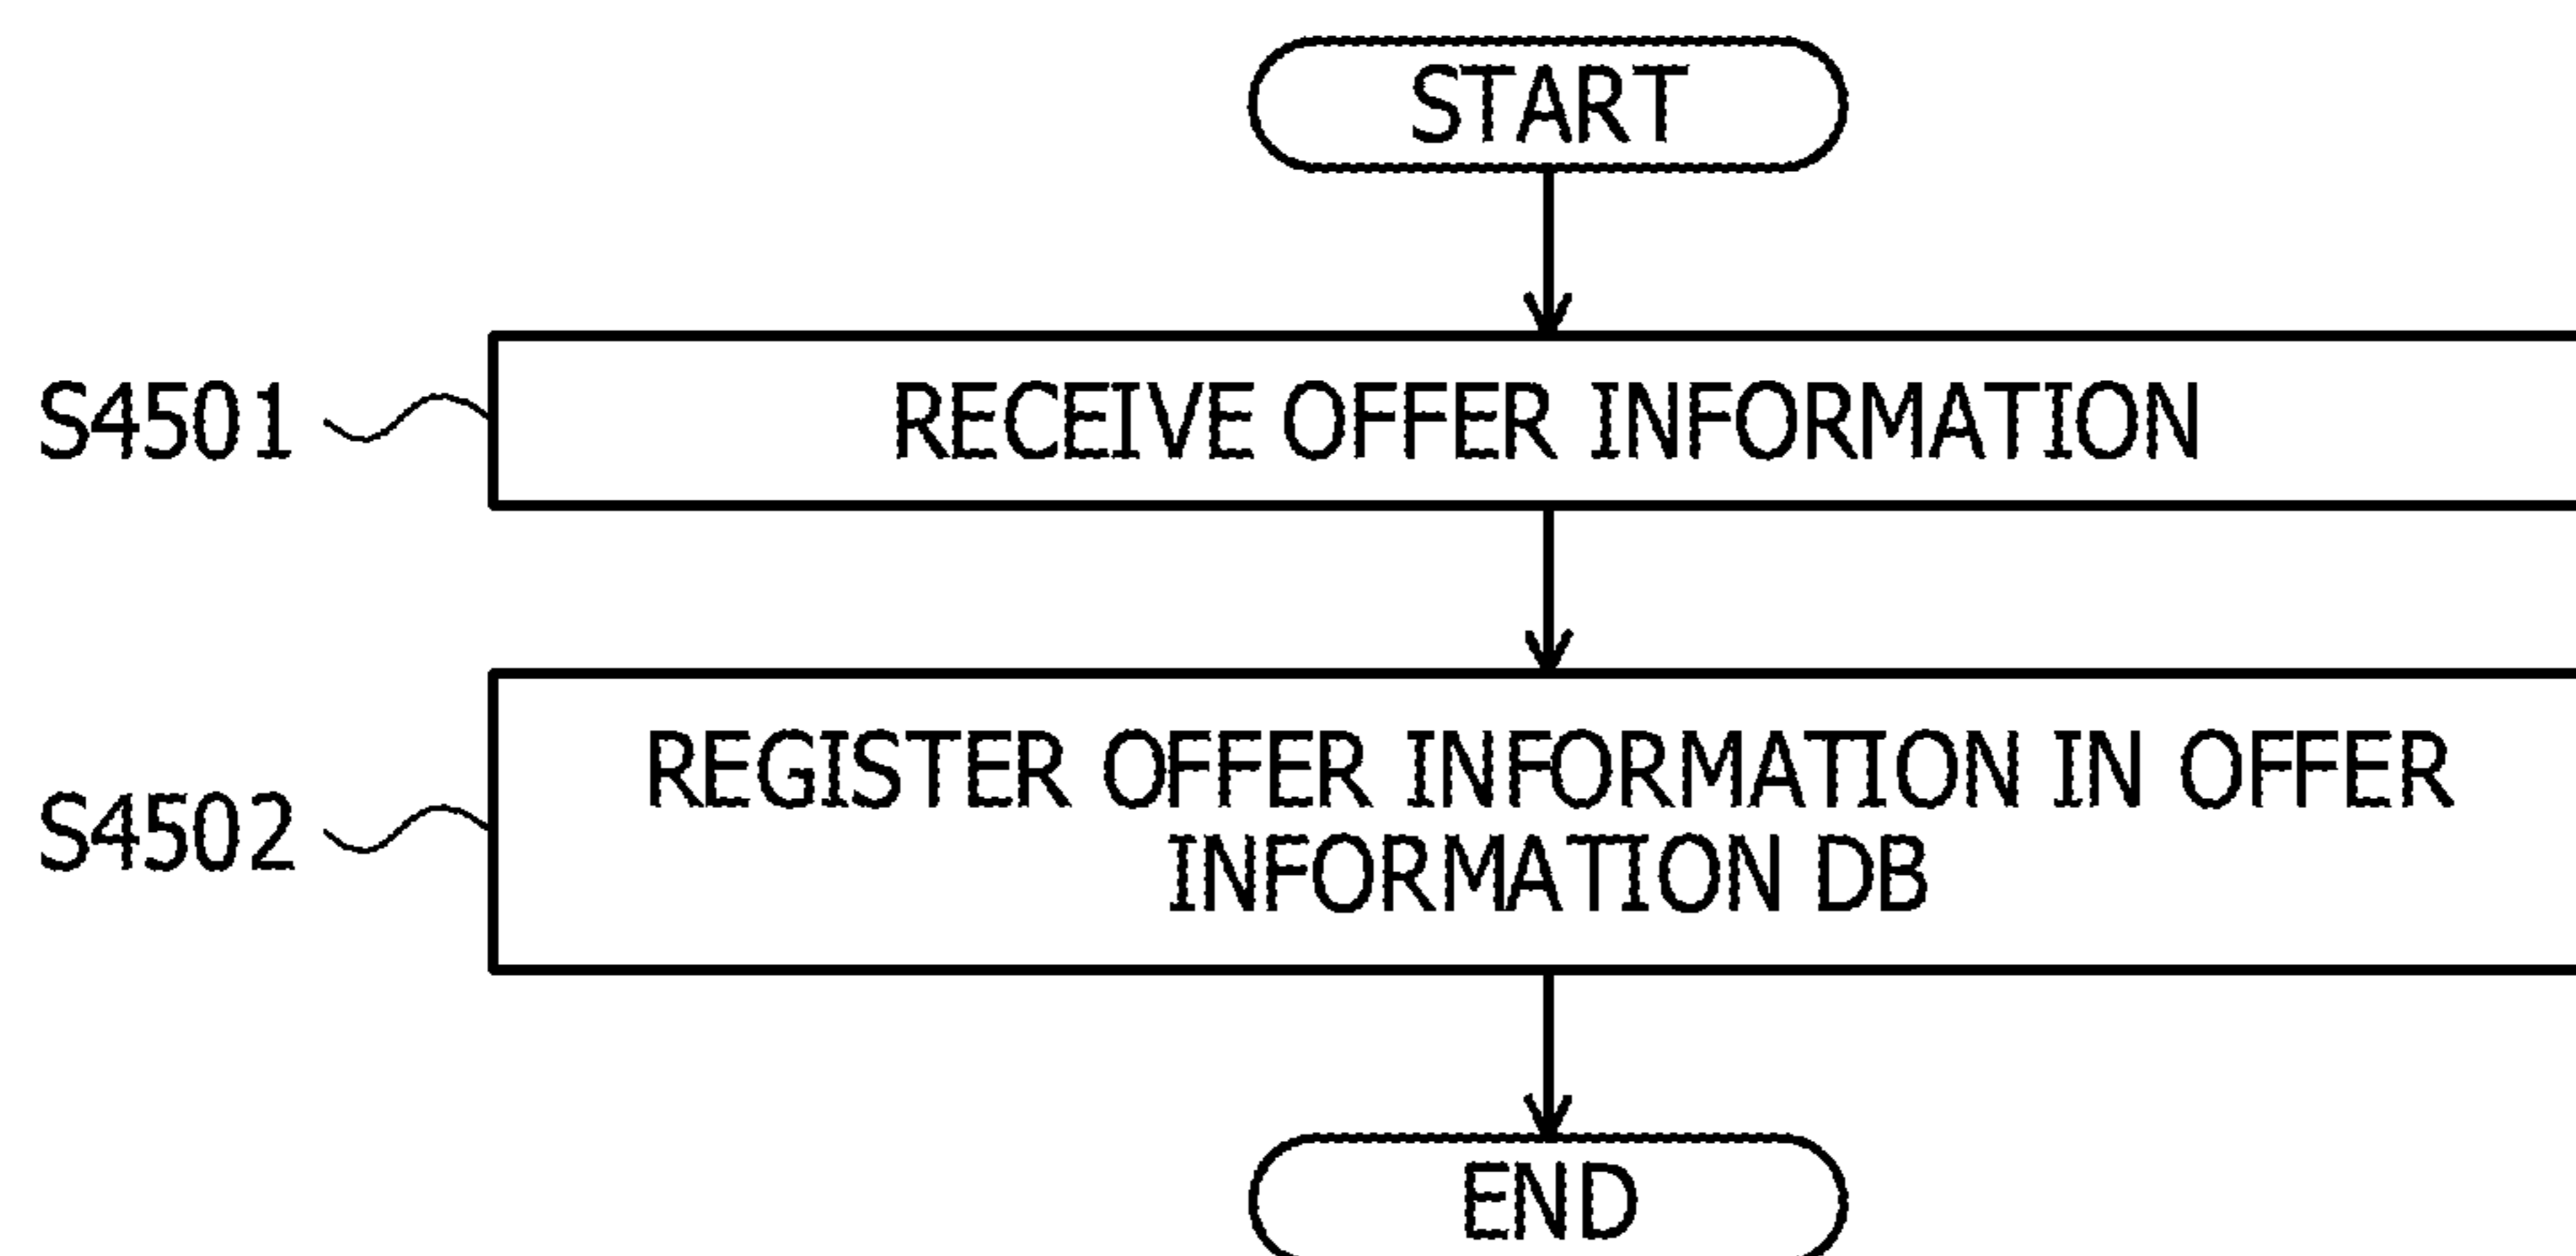 START
S4501
RECEIVE OFFER INFORMATION
S4502
REGISTER OFFER INFORMATION IN OFFER
INFORMATION DB
END